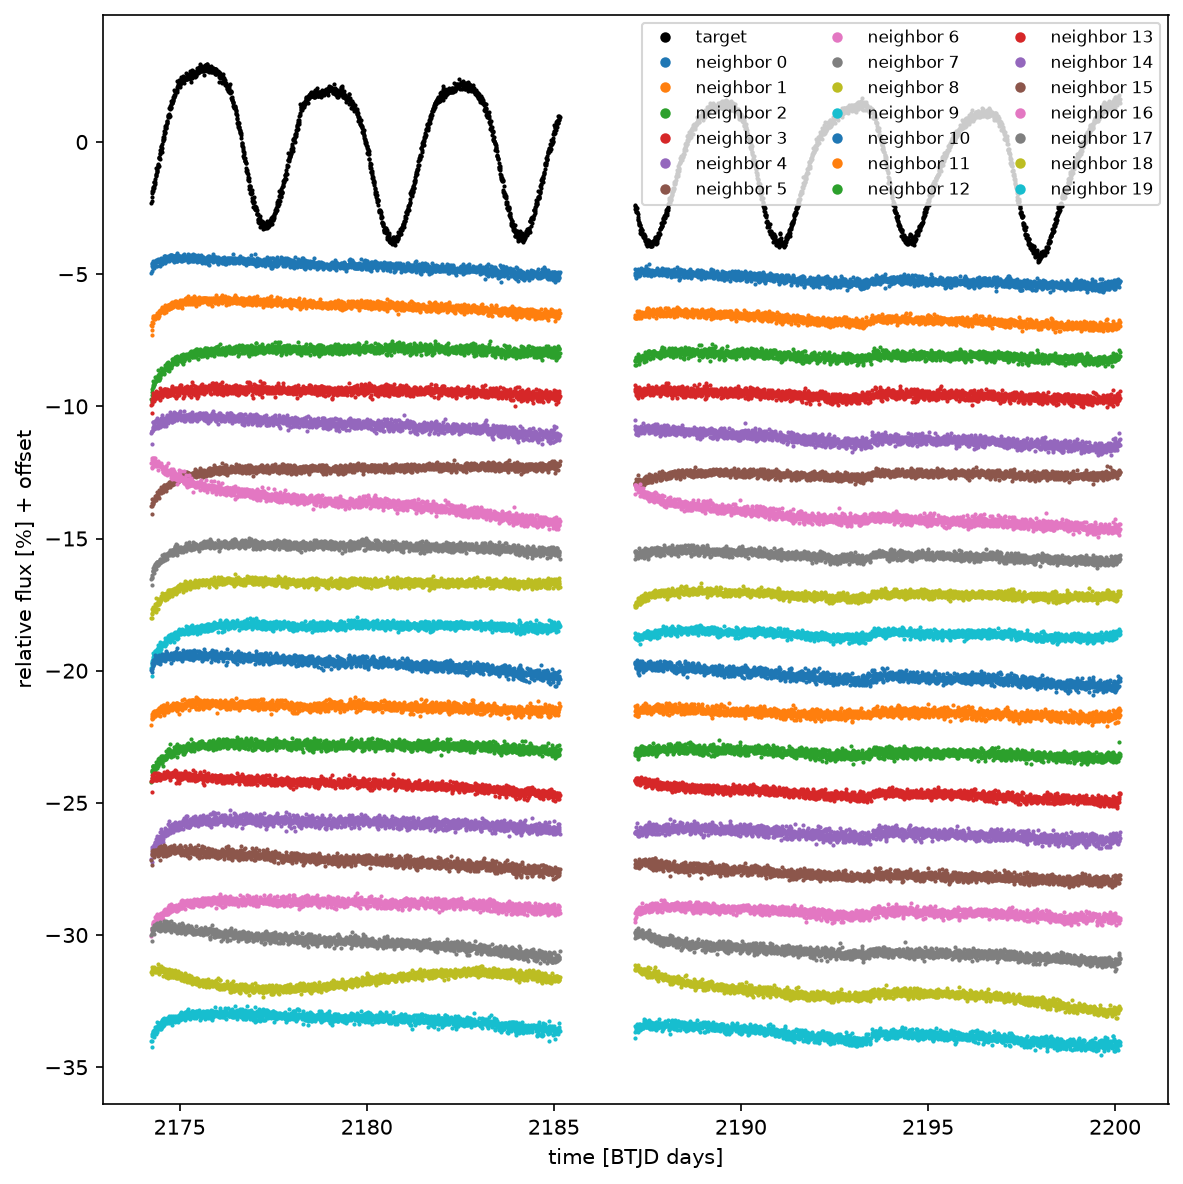 target
neighbor 0
neighbor 1
neighbor 2
neighbor 3
neighbor 4
neighbor 5
neighbor 6
neighbor 7
neighbor 8
neighbor 9
neighbor 10
neighbor 11
neighbor 12
neighbor 13
neighbor 14
neighbor 15
neighbor 16
neighbor 17
neighbor 18
neighbor 19
relative flux [%] + offset
0
−5
−10
−15
−20
−25
−30
−35
2175 2180 2185 2190 2195 2200
time [BTJD days]